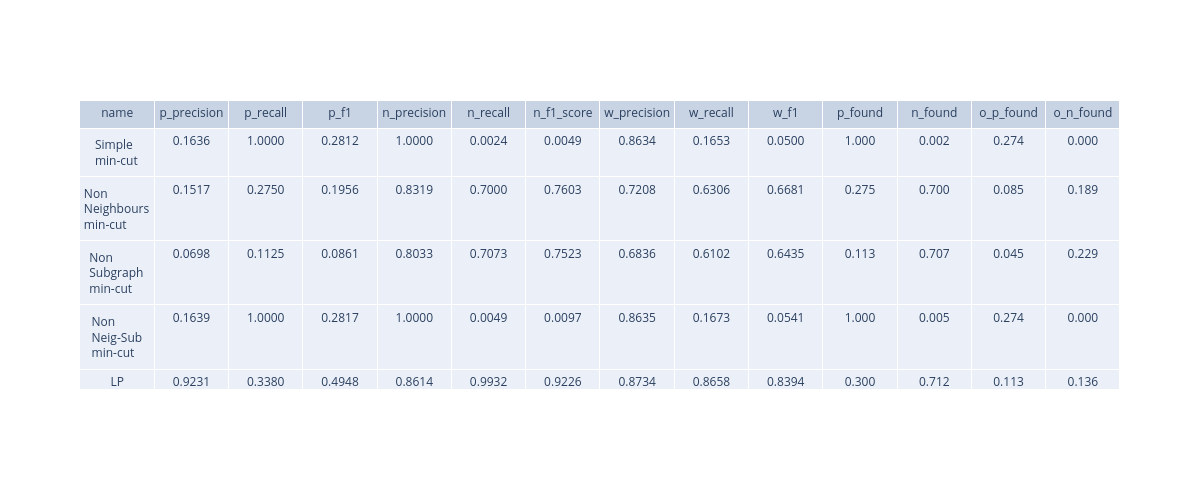 name p_precision p_recall p_f1 n_precision n_recall n_f1_score w_precision w_recall w_f1 p_found n_found o_p_found o_n_found
Simple 0.1636 1.0000 0.2812 1.0000 0.0024 0.0049 0.8634 0.1653 0.0500 1.000 0.002 0.274 0.000
min-cut
Non 0.1517 0.2750 0.1956 0.8319 0.7000 0.7603 0.7208 0.6306 0.6681 0.275 0.700 0.085 0.189
Neighbours
min-cut
Non 0.0698 0.1125 0.0861 0.8033 0.7073 0.7523 0.6836 0.6102 0.6435 0.113 0.707 0.045 0.229
Subgraph
min-cut
Non 0.1639 1.0000 0.2817 1.0000 0.0049 0.0097 0.8635 0.1673 0.0541 1.000 0.005 0.274 0.000
Neig-Sub
min-cut
LP 0.9231 0.3380 0.4948 0.8614 0.9932 0.9226 0.8734 0.8658 0.8394 0.300 0.712 0.113 0.136